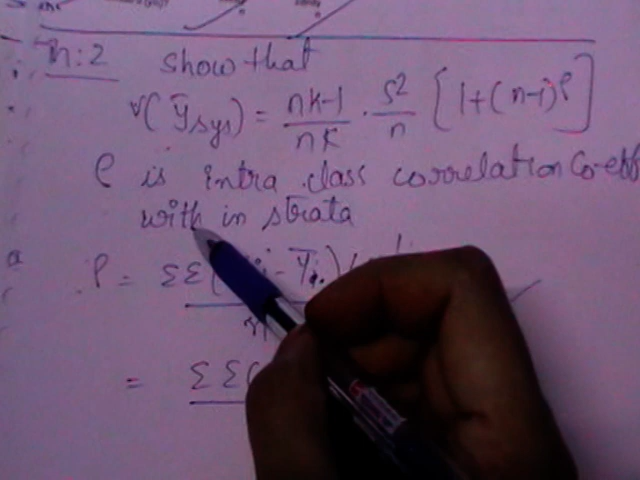 Th:2 Show that
v(ȳsys) = nk-1/nk · s²/n [1+(n-1)ρ]
ρ is intra class correlation Co-eff
with in strata
ρ = ΣΣ(
= ΣΣ(